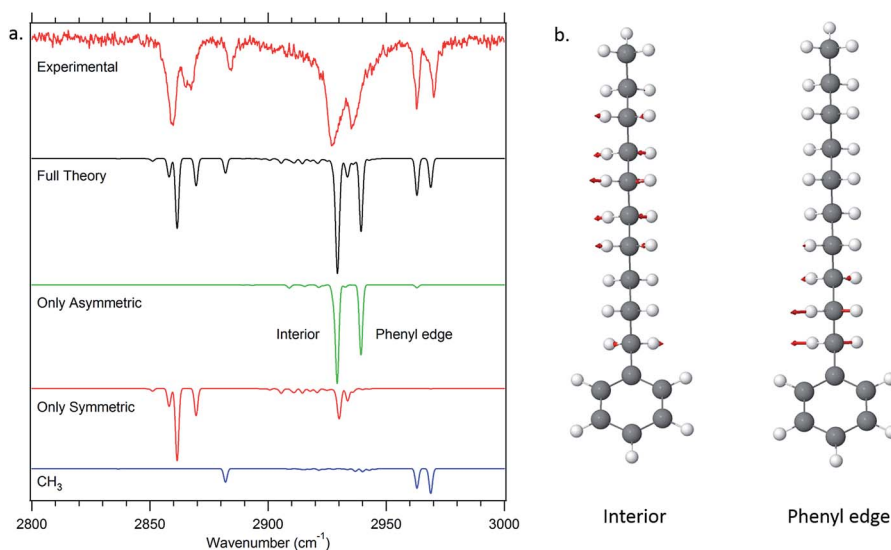 a.
Experimental
Full Theory
Only Asymmetric
Interior
Phenyl edge
Only Symmetric
CH₃
2800
2850
2900
2950
3000
Wavenumber (cm⁻¹)
b.
Interior
Phenyl edge